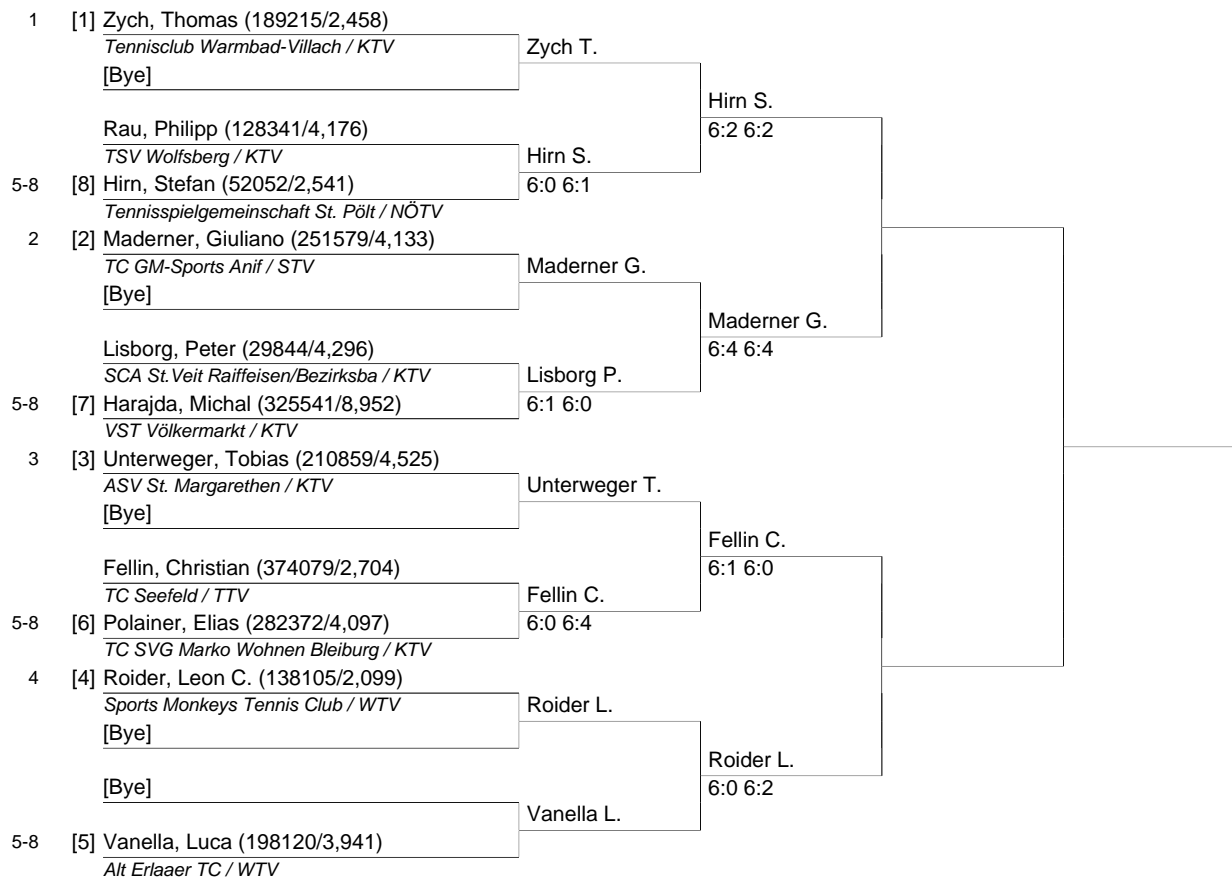 1 [1] Zych, Thomas (189215/2,458)
Tennisclub Warmbad-Villach / KTV
Zych T.
[Bye]
Hirn S.
6:2 6:2
Rau, Philipp (128341/4,176)
TSV Wolfsberg / KTV
Hirn S.
5-8 [8] Hirn, Stefan (52052/2,541)
6:0 6:1
Tennisspielgemeinschaft St. Pölt / NÖTV
2 [2] Maderner, Giuliano (251579/4,133)
TC GM-Sports Anif / STV
Maderner G.
[Bye]
Maderner G.
6:4 6:4
Lisborg, Peter (29844/4,296)
SCA St.Veit Raiffeisen/Bezirksba / KTV
Lisborg P.
5-8 [7] Harajda, Michal (325541/8,952)
6:1 6:0
VST Völkermarkt / KTV
3 [3] Unterweger, Tobias (210859/4,525)
ASV St. Margarethen / KTV
Unterweger T.
[Bye]
Fellin C.
6:1 6:0
Fellin, Christian (374079/2,704)
TC Seefeld / TTV
Fellin C.
5-8 [6] Polainer, Elias (282372/4,097)
6:0 6:4
TC SVG Marko Wohnen Bleiburg / KTV
4 [4] Roider, Leon C. (138105/2,099)
Sports Monkeys Tennis Club / WTV
Roider L.
[Bye]
Roider L.
6:0 6:2
[Bye]
Vanella L.
5-8 [5] Vanella, Luca (198120/3,941)
Alt Erlaaer TC / WTV